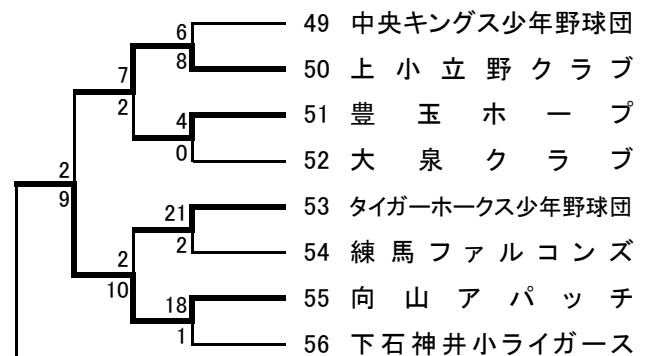 6 49 中央キングス少年野球団
7 8 50 上小立野クラブ
2 4 51 豊玉ホープ
0 52 大泉クラブ
2
9 21 53 タイガーホークス少年野球団
2 2 54 練馬ファルコンズ
10 18 55 向山アパッチ
1 56 下石神井小ライガース